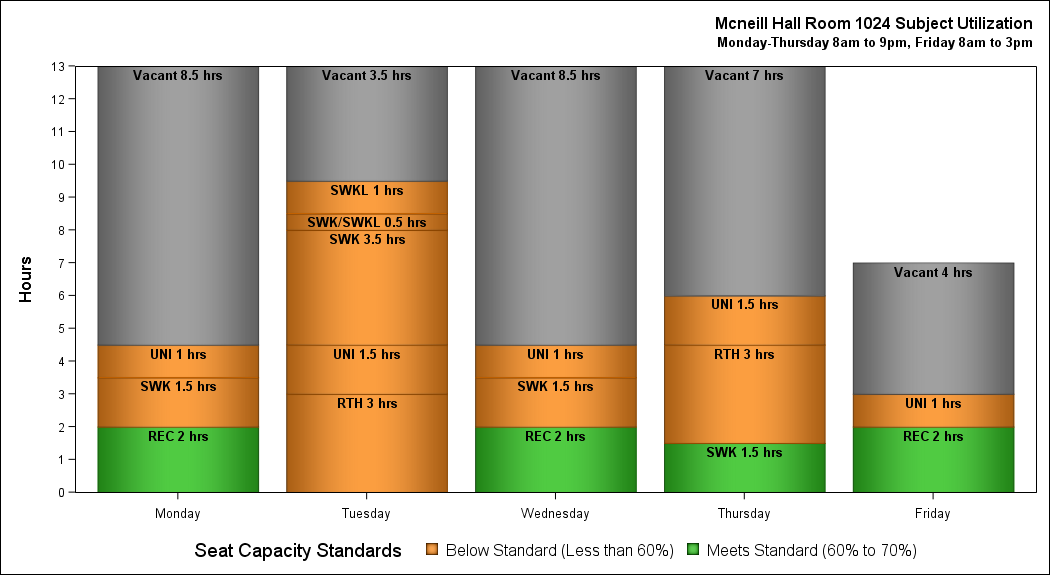 Mcneill Hall Room 1024 Subject Utilization
Monday-Thursday 8am to 9pm, Friday 8am to 3pm
Hours
13
12
11
10
9
8
7
6
5
4
3
2
1
0
Vacant 8.5 hrs
UNI 1 hrs
SWK 1.5 hrs
REC 2 hrs
Vacant 3.5 hrs
SWKL 1 hrs
SWK/SWKL 0.5 hrs
SWK 3.5 hrs
UNI 1.5 hrs
RTH 3 hrs
Vacant 8.5 hrs
UNI 1 hrs
SWK 1.5 hrs
REC 2 hrs
Vacant 7 hrs
UNI 1.5 hrs
RTH 3 hrs
SWK 1.5 hrs
Vacant 4 hrs
UNI 1 hrs
REC 2 hrs
Monday Tuesday Wednesday Thursday Friday
Seat Capacity Standards Below Standard (Less than 60%) Meets Standard (60% to 70%)